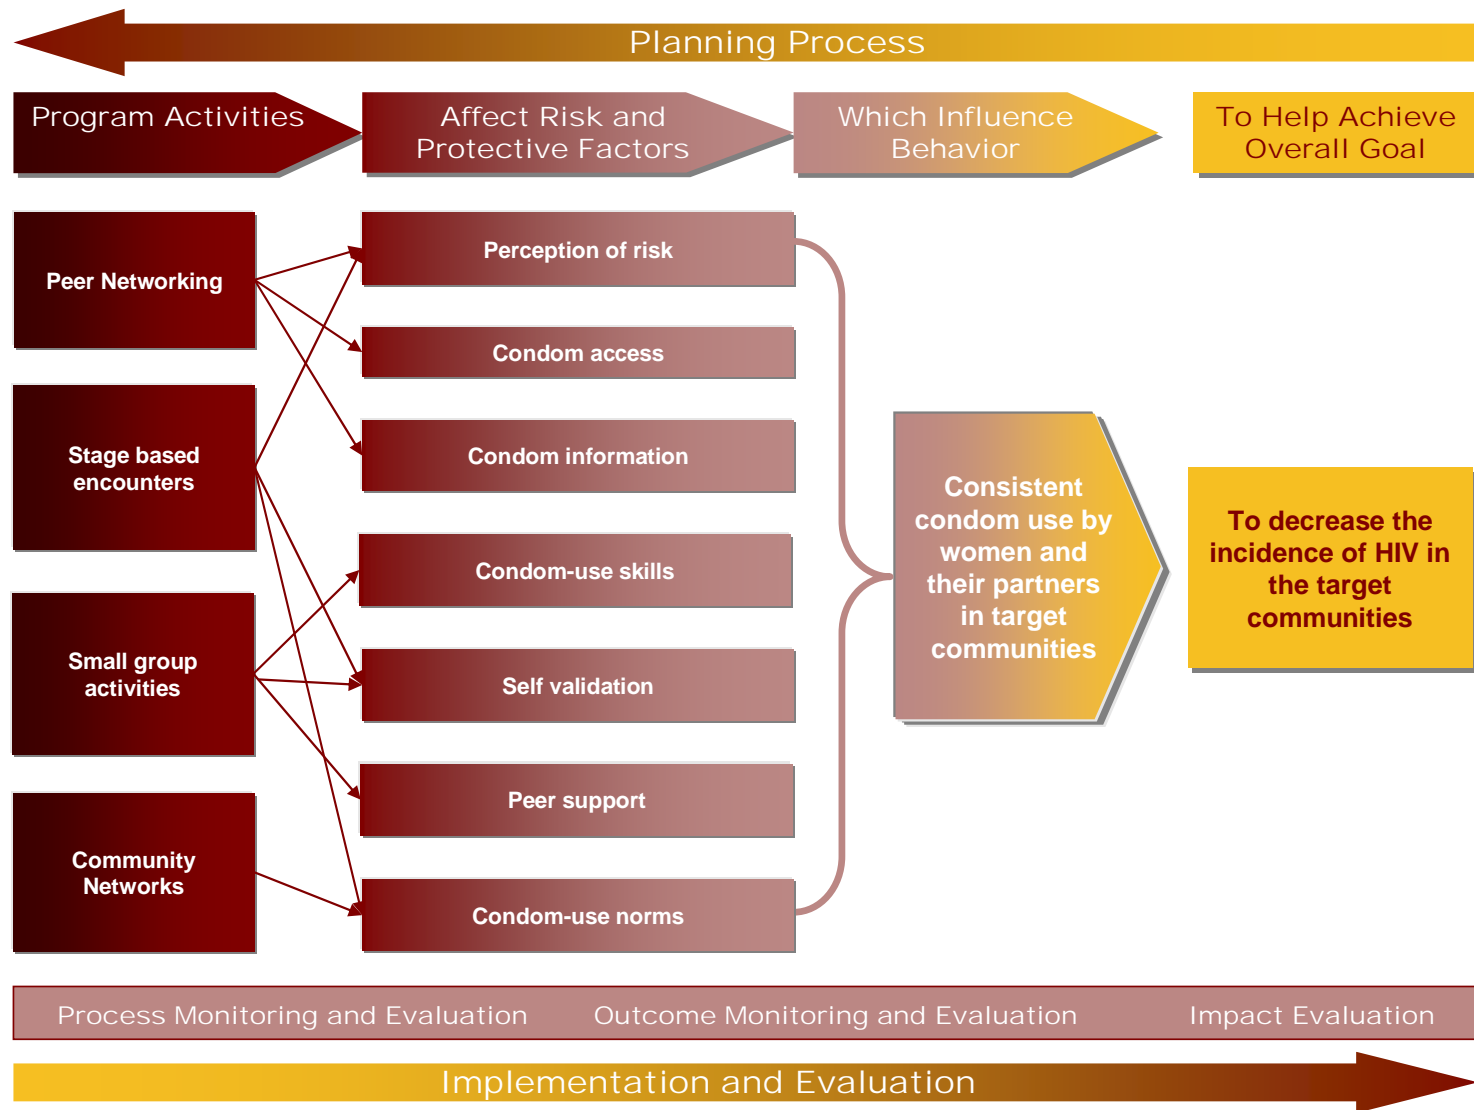 Planning Process
Program Activities
Affect Risk and
Protective Factors
Which Influence
Behavior
To Help Achieve
Overall Goal
Peer Networking
Stage based
encounters
Small group
activities
Community
Networks
Perception of risk
Condom access
Condom information
Condom-use skills
Self validation
Peer support
Condom-use norms
Consistent
condom use by
women and
their partners
in target
communities
To decrease the
incidence of HIV in
the target
communities
Process Monitoring and Evaluation
Outcome Monitoring and Evaluation
Impact Evaluation
Implementation and Evaluation